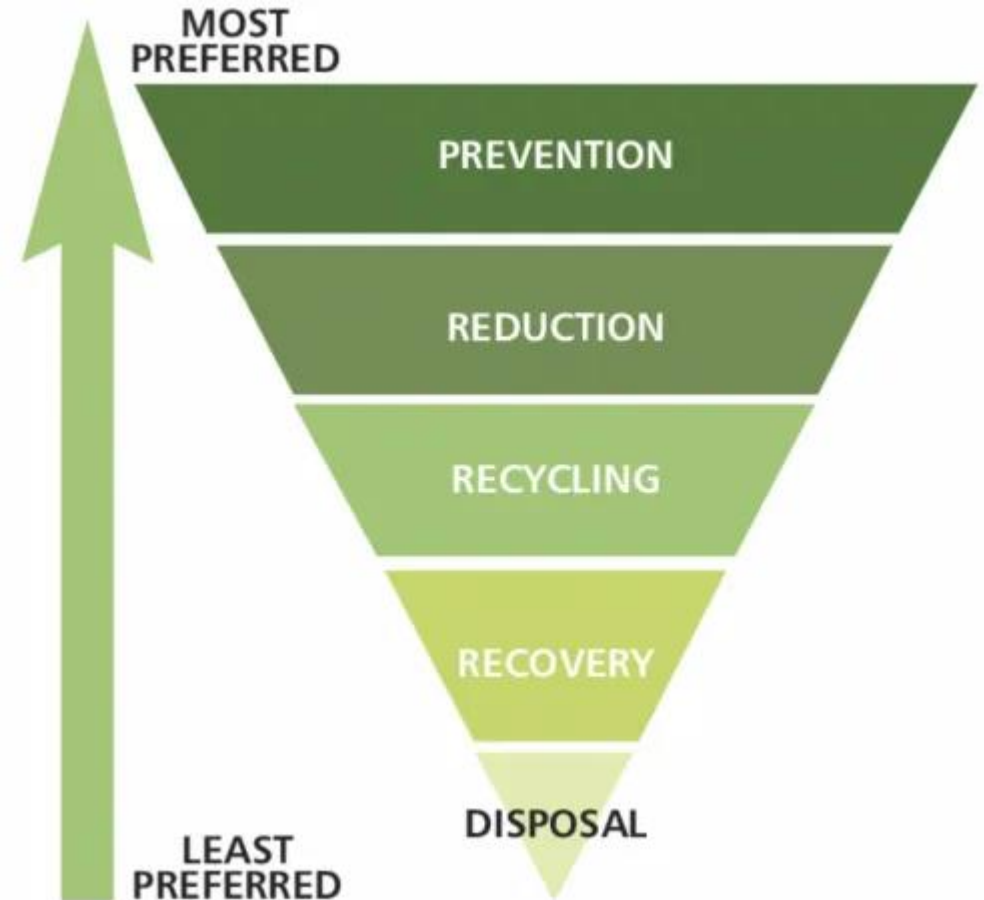 MOST
PREFERRED
PREVENTION
REDUCTION
RECYCLING
RECOVERY
DISPOSAL
LEAST
PREFERRED